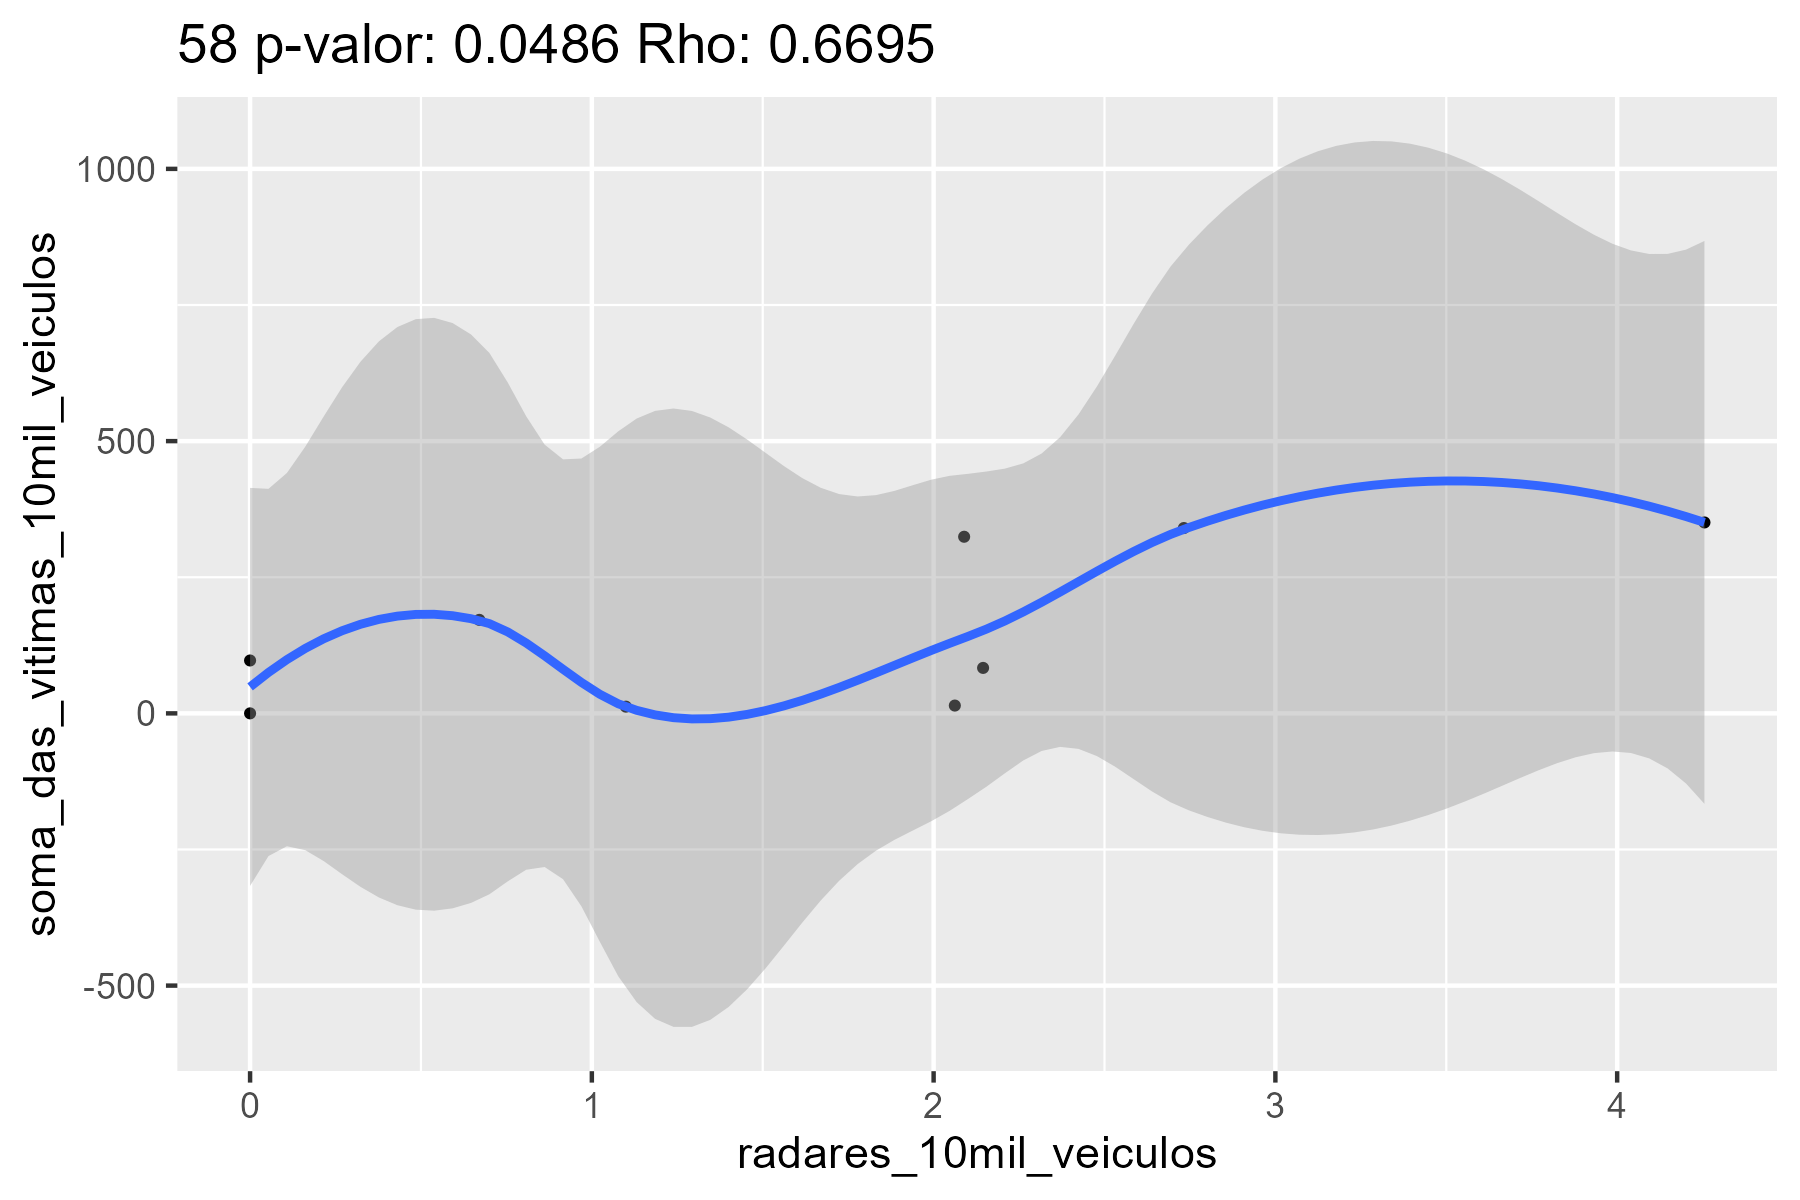 58 p-valor: 0.0486 Rho: 0.6695
1000
500
0
-500
soma_das_vitimas_10mil_veiculos
0 1 2 3 4
radares_10mil_veiculos